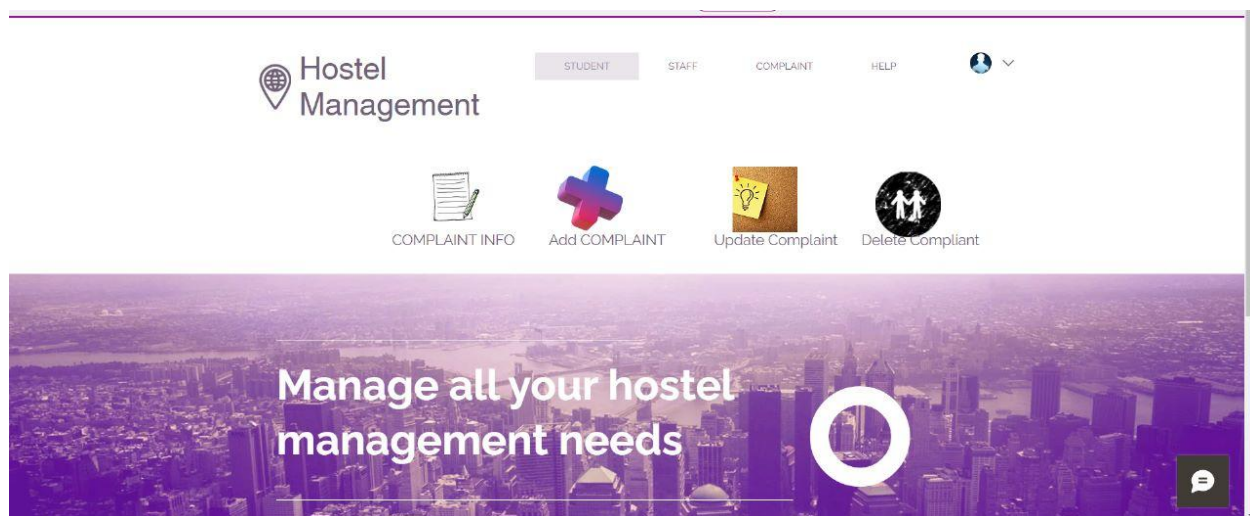 Hostel
Management
STUDENT
STAFF
COMPLAINT
HELP
COMPLAINT INFO
Add COMPLAINT
Update Complaint
Delete Compliant
Manage all your hostel
management needs